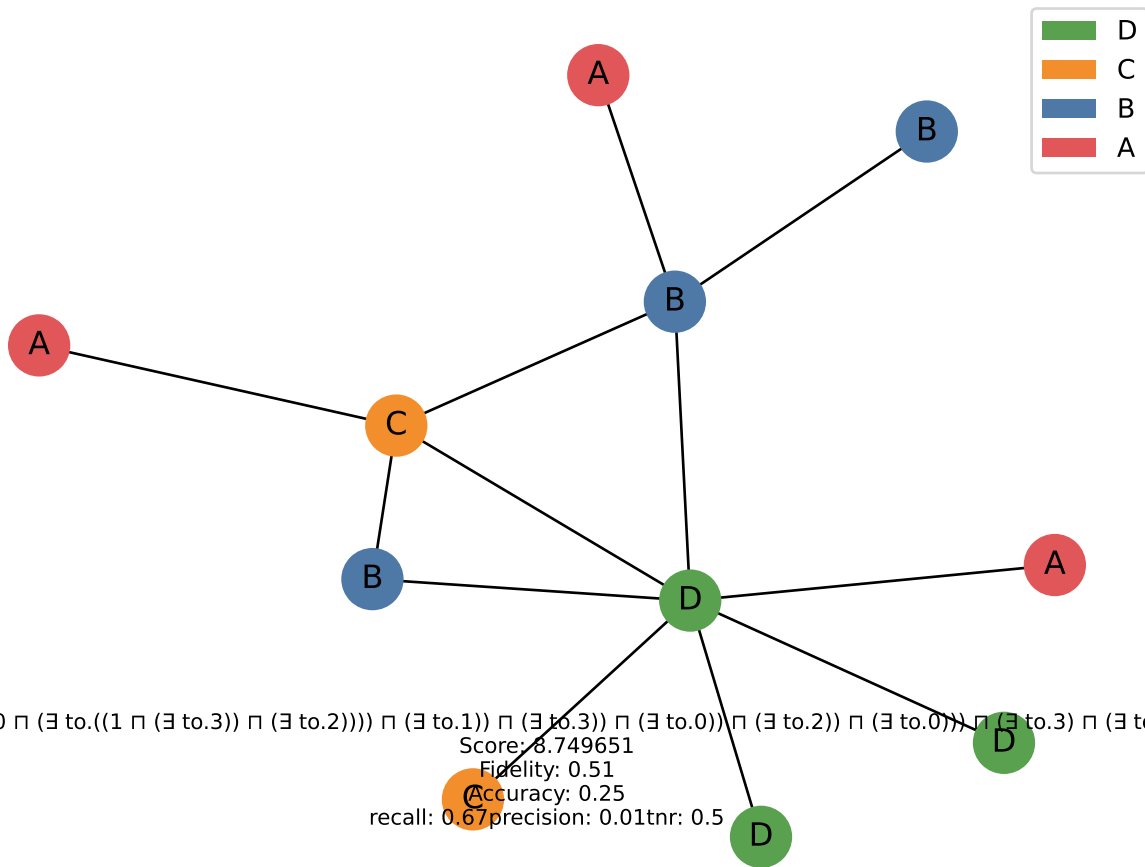 D
C
B
A
A
B
B
A
C
A
B
D
0 ⊓ (∃ to.((1 ⊓ (∃ to.3)) ⊓ (∃ to.2)))) ⊓ (∃ to.1)) ⊓ (∃ to.3)) ⊓ (∃ to.0)) ⊓ (∃ to.2)) ⊓ (∃ to.0))) ⊓ (∃ to.3) ⊓ (∃
D
Score: 8.749651
Fidelity: 0.51
Accuracy: 0.25
C
recall: 0.67precision: 0.01tnr: 0.5
D